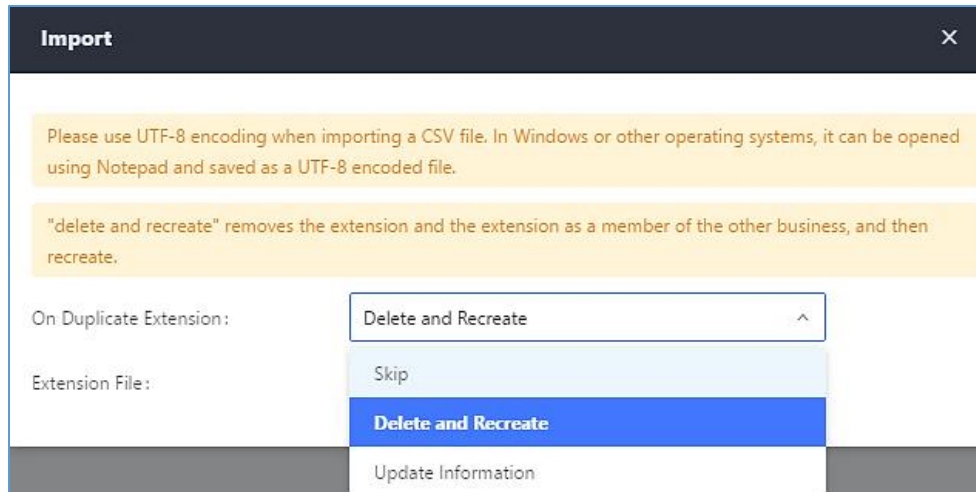 Import
Please use UTF-8 encoding when importing a CSV file. In Windows or other operating systems, it can be opened
using Notepad and saved as a UTF-8 encoded file.
"delete and recreate" removes the extension and the extension as a member of the other business, and then
recreate.
On Duplicate Extension:
Delete and Recreate
Extension File:
Skip
Delete and Recreate
Update Information